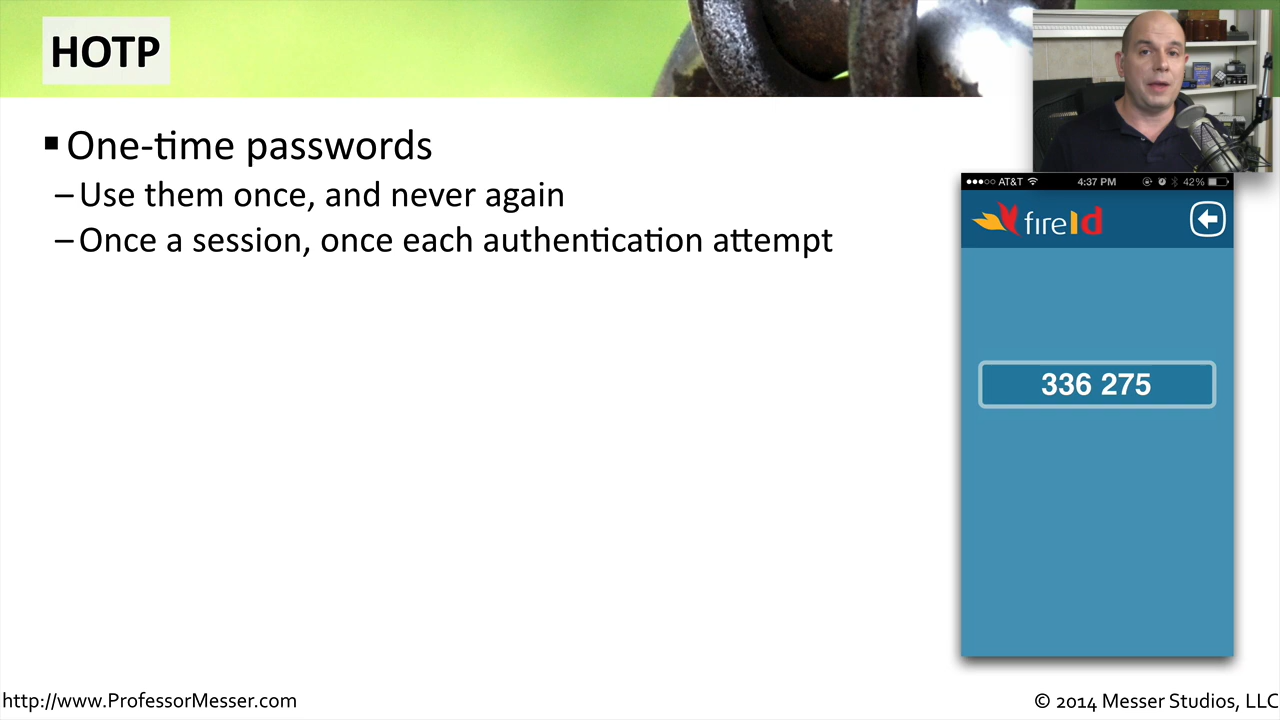 HOTP
▪ One-time passwords
– Use them once, and never again
– Once a session, once each authentication attempt
AT&T 4:37 PM 42%
fireId
336 275
http://www.ProfessorMesser.com
© 2014 Messer Studios, LLC